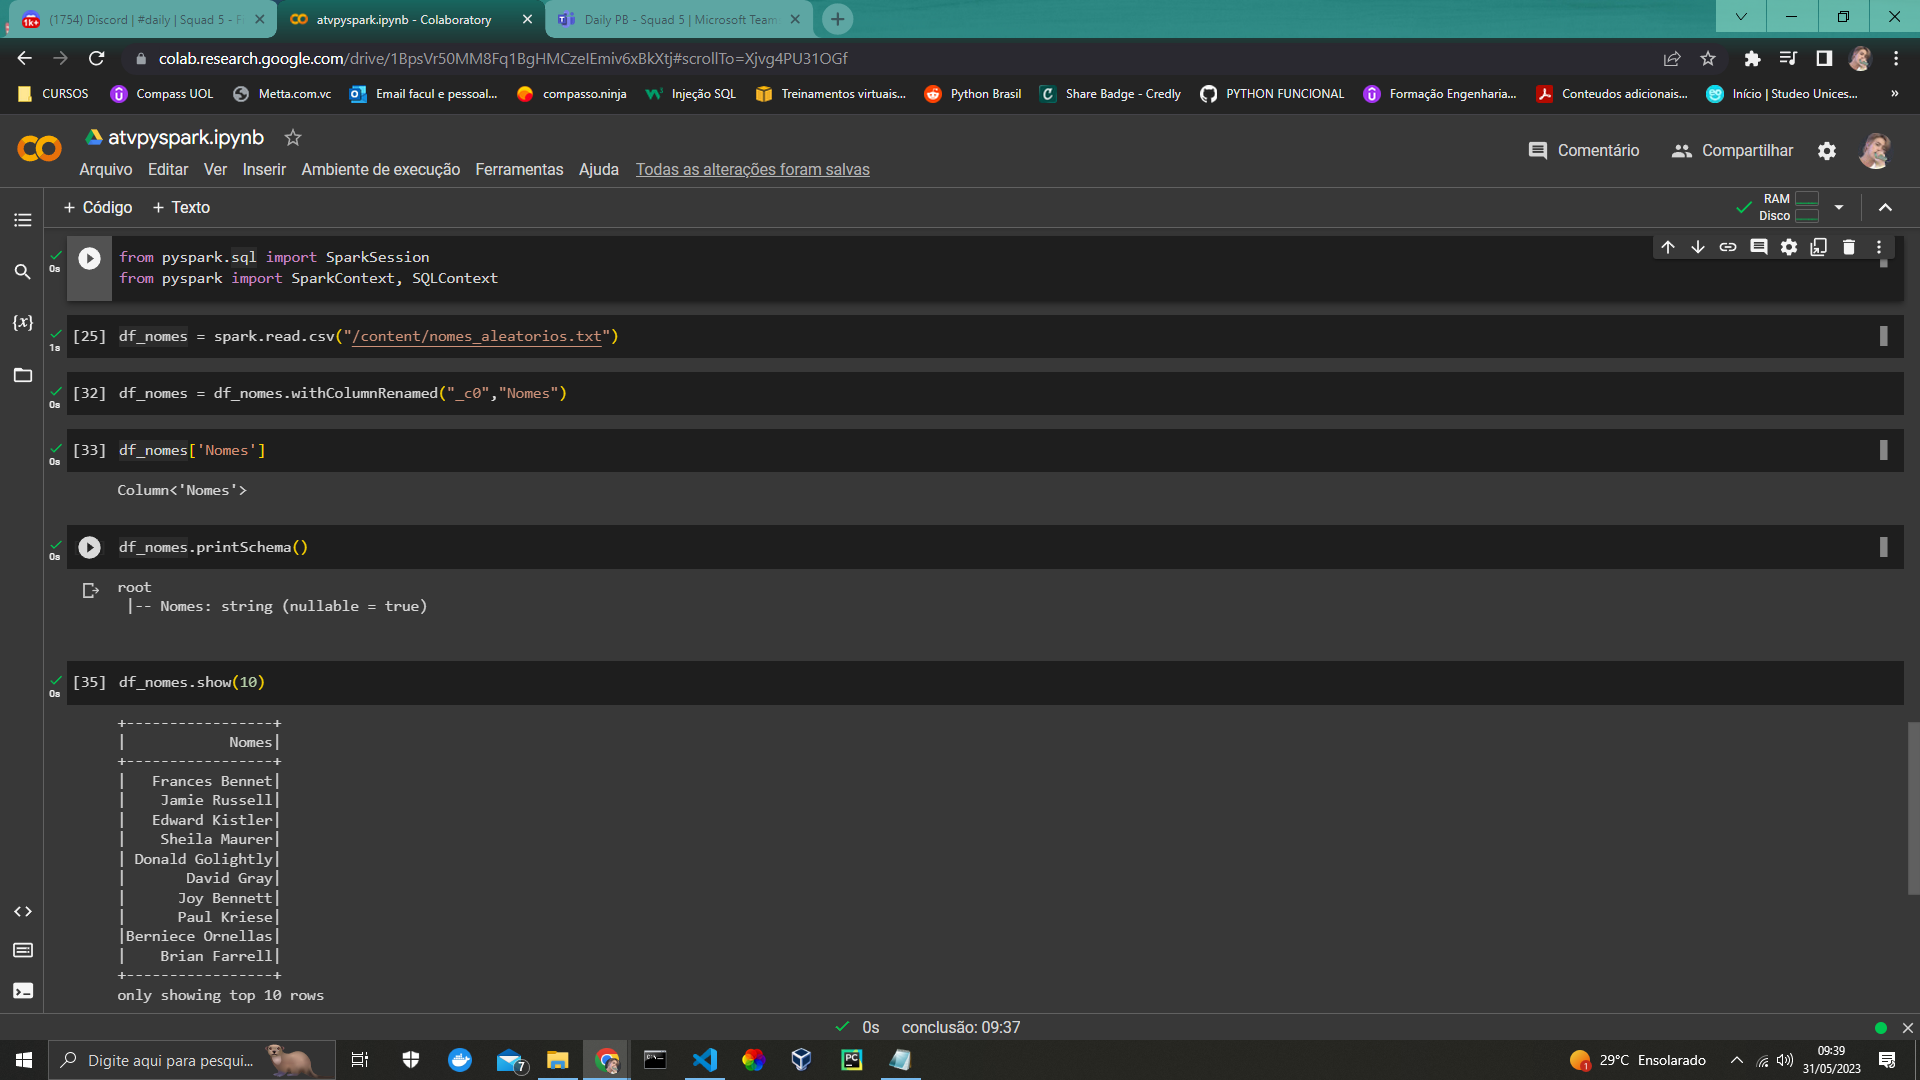 (1754) Discord | #daily | Squad 5 - F
atvpyspark.ipynb - Colaboratory
Daily PB - Squad 5 | Microsoft Team
colab.research.google.com/drive/1BpsVr50MM8Fq1BgHMCzeIEmiv6xBkXtj#scrollTo=Xjvg4PU31OGf
CURSOS
Compass UOL
Metta.com.vc
Email facul e pessoal...
compasso.ninja
Injeção SQL
Treinamentos virtuais...
Python Brasil
Share Badge - Credly
PYTHON FUNCIONAL
Formação Engenharia...
Conteudos adicionais...
Início | Studeo Unices...
»
CO
atvpyspark.ipynb
Comentário
Compartilhar
Arquivo Editar Ver Inserir Ambiente de execução Ferramentas Ajuda Todas as alterações foram salvas
+ Código + Texto
RAM
Disco
0s
from pyspark.sql import SparkSession
from pyspark import SparkContext, SQLContext
{x}
1s
[25] df_nomes = spark.read.csv("/content/nomes_aleatorios.txt")
0s
[32] df_nomes = df_nomes.withColumnRenamed("_c0","Nomes")
0s
[33] df_nomes['Nomes']
Column<'Nomes'>
0s
df_nomes.printSchema()
root
 |-- Nomes: string (nullable = true)
0s
[35] df_nomes.show(10)
+-----------------+
|            Nomes|
+-----------------+
|   Frances Bennet|
|    Jamie Russell|
|   Edward Kistler|
|    Sheila Maurer|
| Donald Golightly|
|       David Gray|
|      Joy Bennett|
|      Paul Kriese|
|Berniece Ornellas|
|    Brian Farrell|
+-----------------+
only showing top 10 rows
0s conclusão: 09:37
Digite aqui para pesqui...
7
PC
1
29°C Ensolarado
09:39
31/05/2023